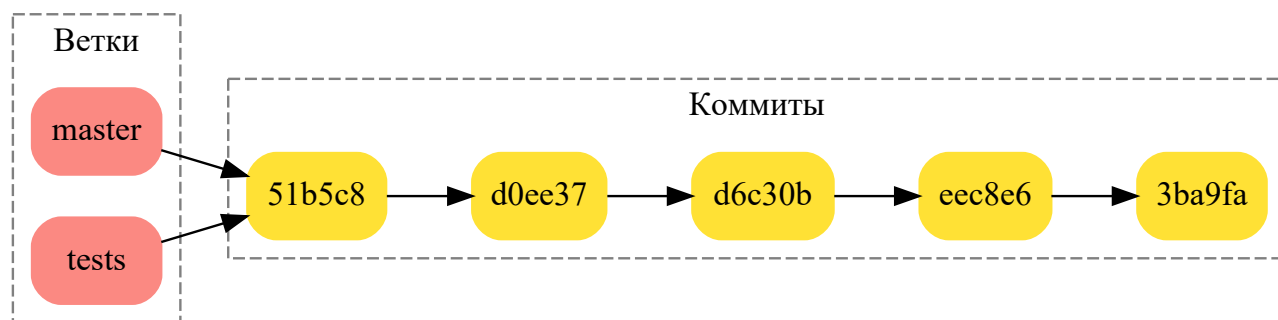 Ветки
master
tests
Коммиты
51b5c8
d0ee37
d6c30b
eec8e6
3ba9fa